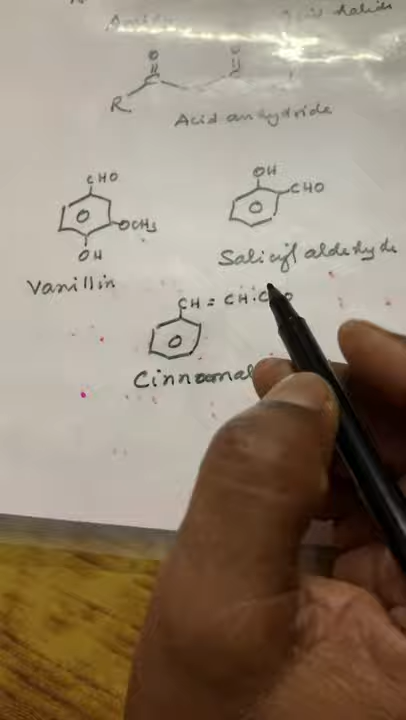 O
R
Acid anhydride
CHO
OCH₃
OH
Vanillin
OH
CHO
Salicyl aldehyde
CH = CH.C
Cinnamal